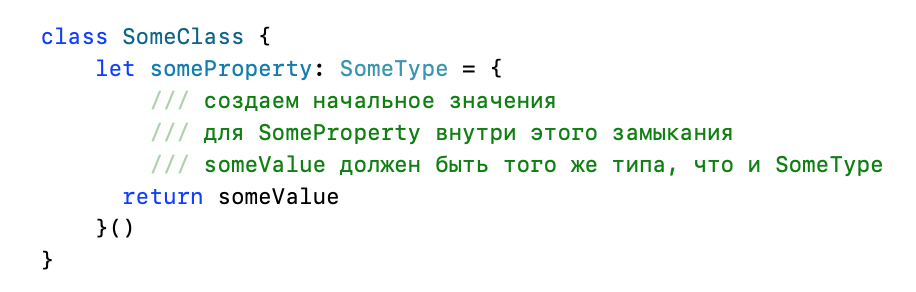 class SomeClass {
let someProperty: SomeType = {
/// создаем начальное значения
/// для SomeProperty внутри этого замыкания
/// someValue должен быть того же типа, что и SomeType
return someValue
}()
}